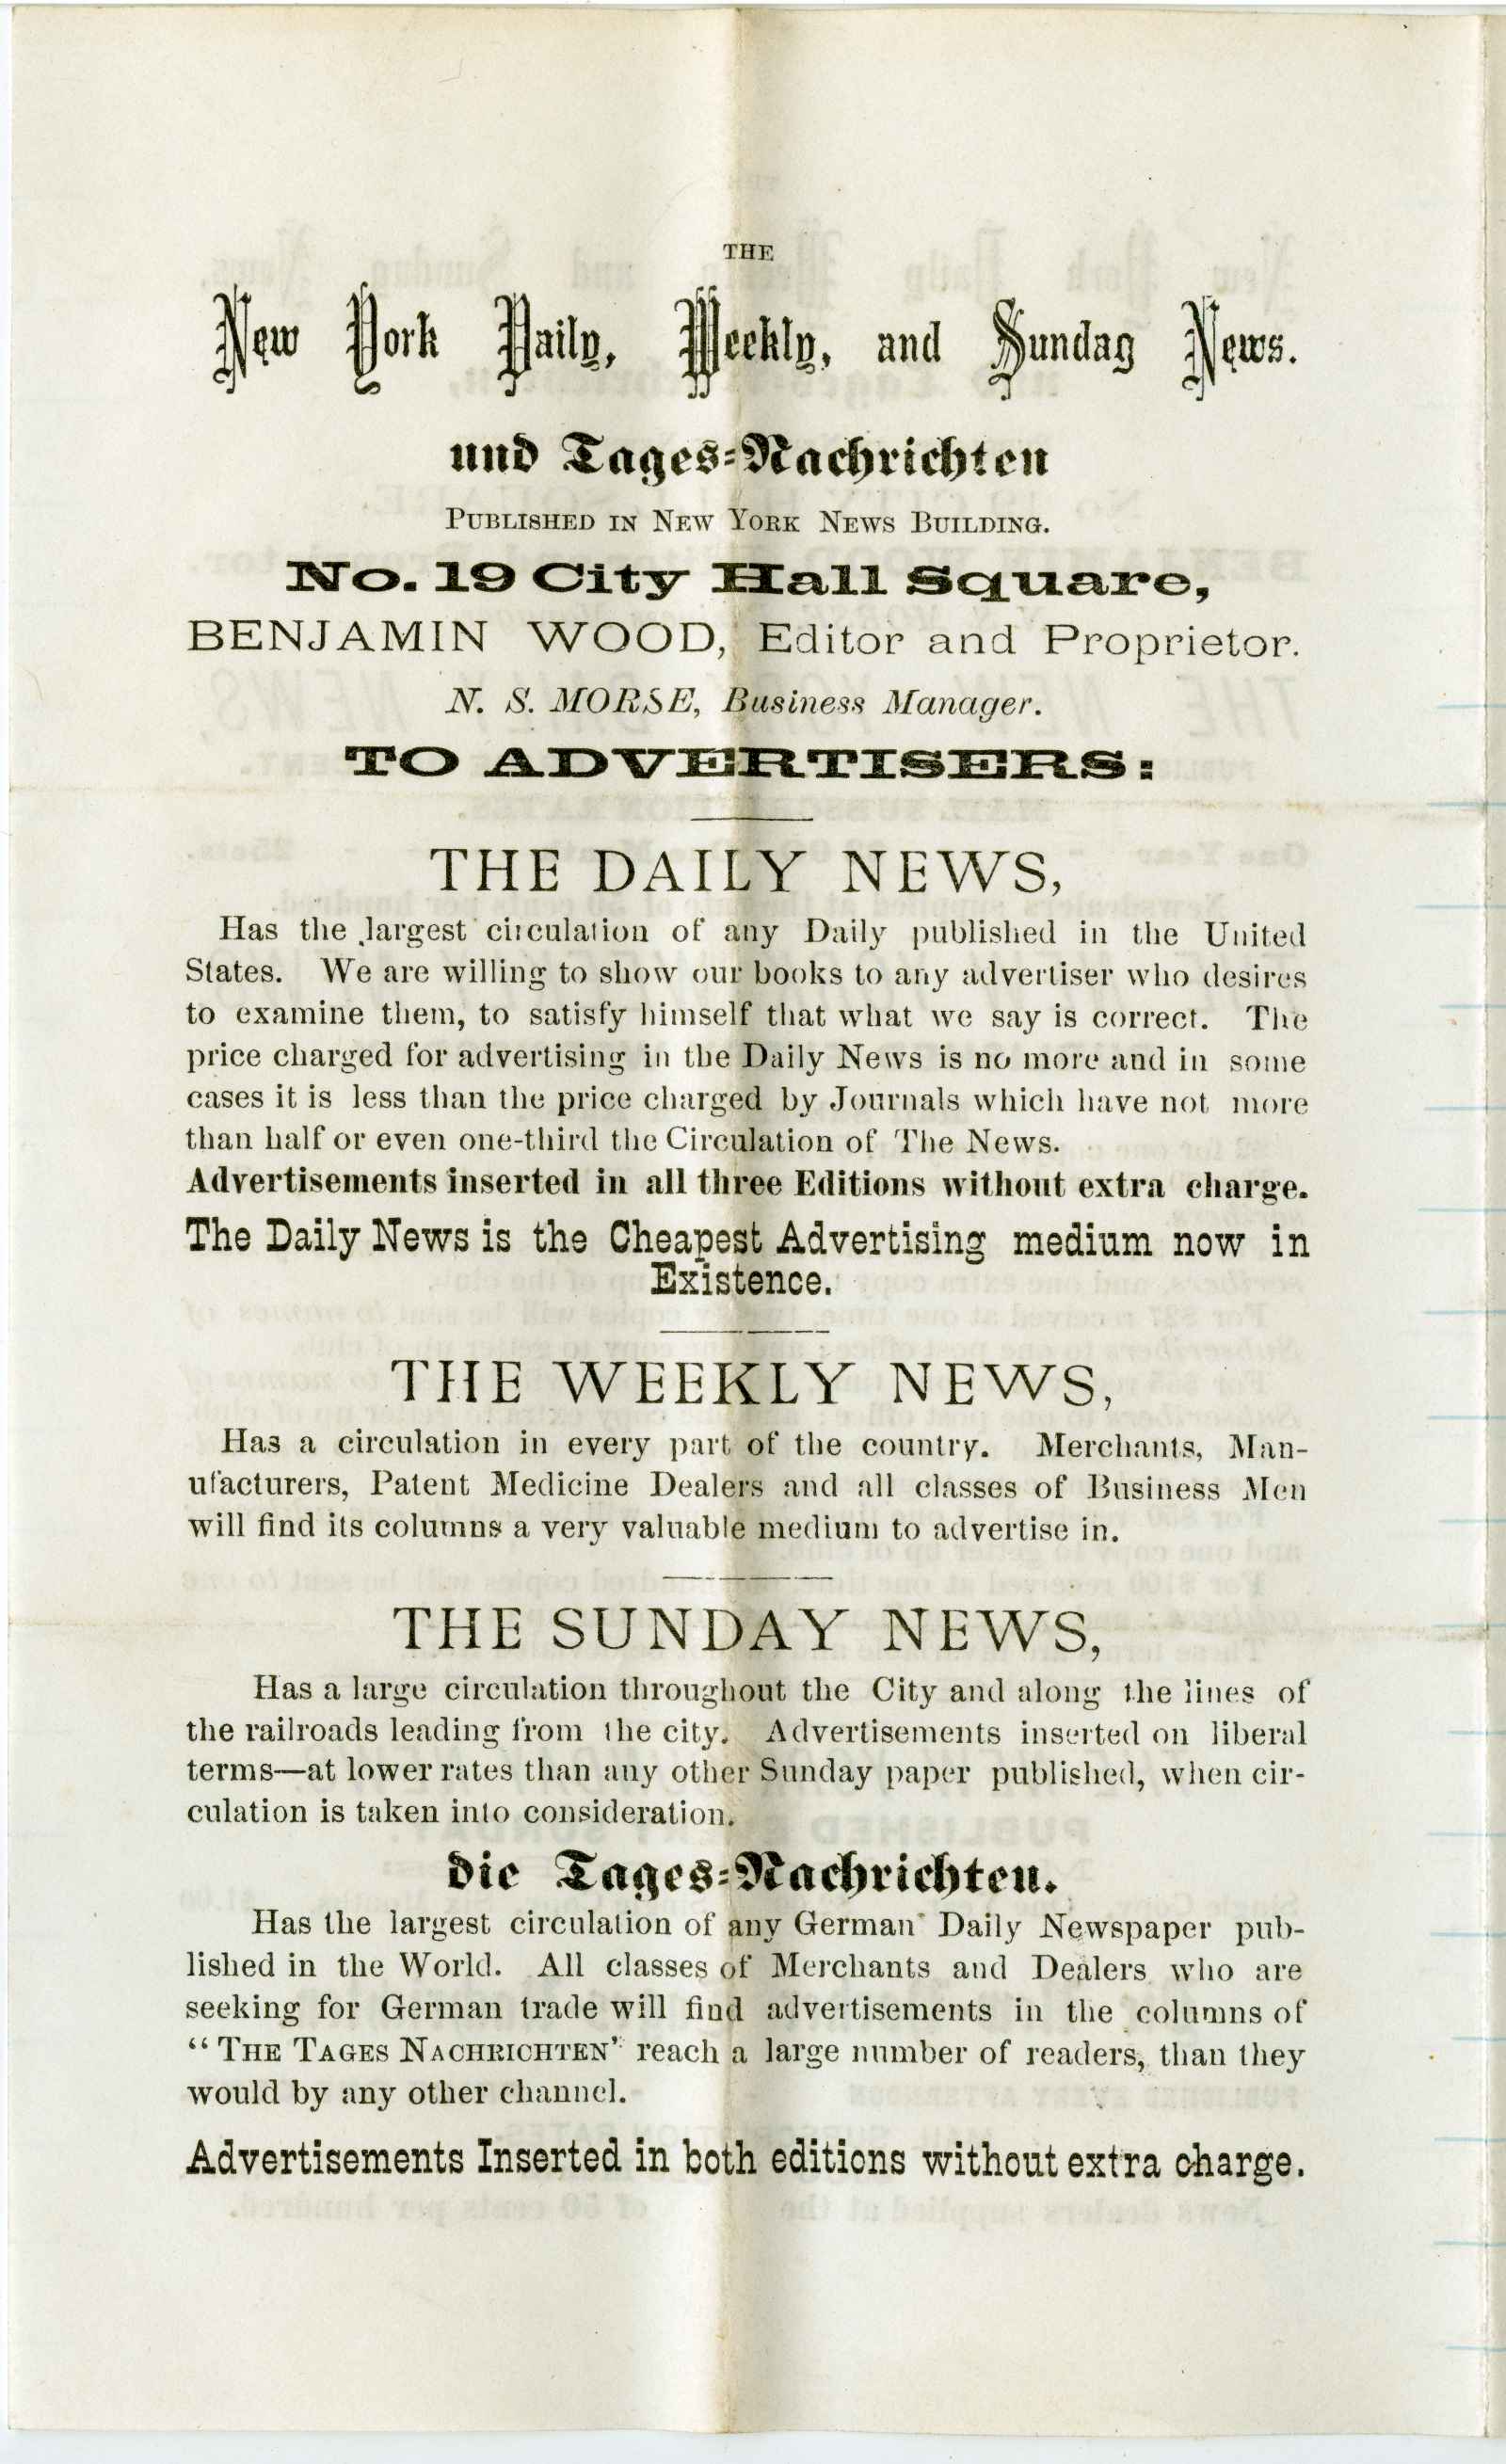 THE
New York Daily, Weekly, and Sunday News.
und Tages=Nachrichten
PUBLISHED IN NEW YORK NEWS BUILDING.
No. 19 City Hall Square,
BENJAMIN WOOD, Editor and Proprietor.
N. S. MORSE, Business Manager.
TO ADVERTISERS:
THE DAILY NEWS,
Has the largest circulation of any Daily published in the United
States. We are willing to show our books to any advertiser who desires
to examine them, to satisfy himself that what we say is correct. The
price charged for advertising in the Daily News is no more and in some
cases it is less than the price charged by Journals which have not more
than half or even one-third the Circulation of The News.
Advertisements inserted in all three Editions without extra charge.
The Daily News is the Cheapest Advertising medium now in
Existence.
THE WEEKLY NEWS,
Has a circulation in every part of the country. Merchants, Man-
ufacturers, Patent Medicine Dealers and all classes of Business Men
will find its columns a very valuable medium to advertise in.
THE SUNDAY NEWS,
Has a large circulation throughout the City and along the lines of
the railroads leading from the city. Advertisements inserted on liberal
terms—at lower rates than any other Sunday paper published, when cir-
culation is taken into consideration.
die Tages=Nachrichten.
Has the largest circulation of any German Daily Newspaper pub-
lished in the World. All classes of Merchants and Dealers who are
seeking for German trade will find advertisements in the columns of
"THE TAGES NACHRICHTEN' reach a large number of readers, than they
would by any other channel.
Advertisements Inserted in both editions without extra charge.